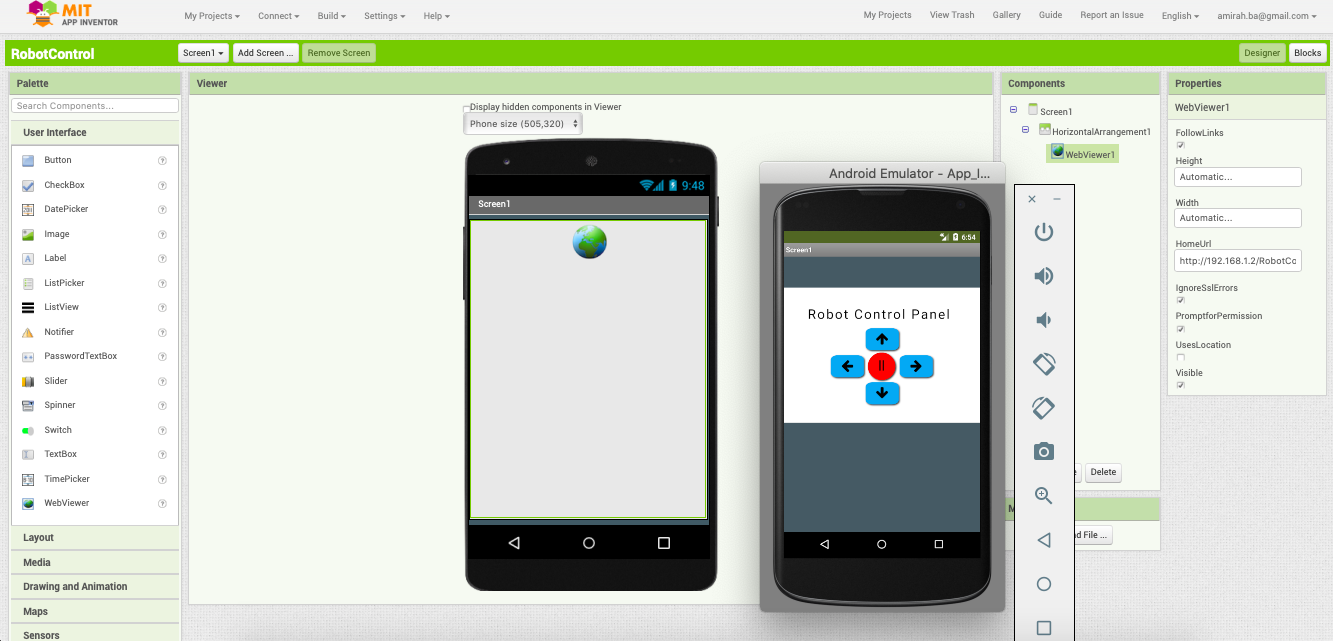 MIT
APP INVENTOR
My Projects
Connect
Build
Settings
Help
My Projects
View Trash
Gallery
Guide
Report an Issue
English
amirah.ba@gmail.com
RobotControl
Screen1
Add Screen ...
Remove Screen
Designer
Blocks
Palette
Search Components...
User Interface
Button
CheckBox
DatePicker
Image
Label
ListPicker
ListView
Notifier
PasswordTextBox
Slider
Spinner
Switch
TextBox
TimePicker
WebViewer
Layout
Media
Drawing and Animation
Maps
Sensors
Viewer
Display hidden components in Viewer
Phone size (505,320)
9:48
Screen1
Android Emulator - App_I...
6:54
Screen1
Robot Control Panel
Components
Screen1
HorizontalArrangement1
WebViewer1
Delete
d File ...
Properties
WebViewer1
FollowLinks
Height
Automatic...
Width
Automatic...
HomeUrl
http://192.168.1.2/RobotCo
IgnoreSslErrors
PromptforPermission
UsesLocation
Visible